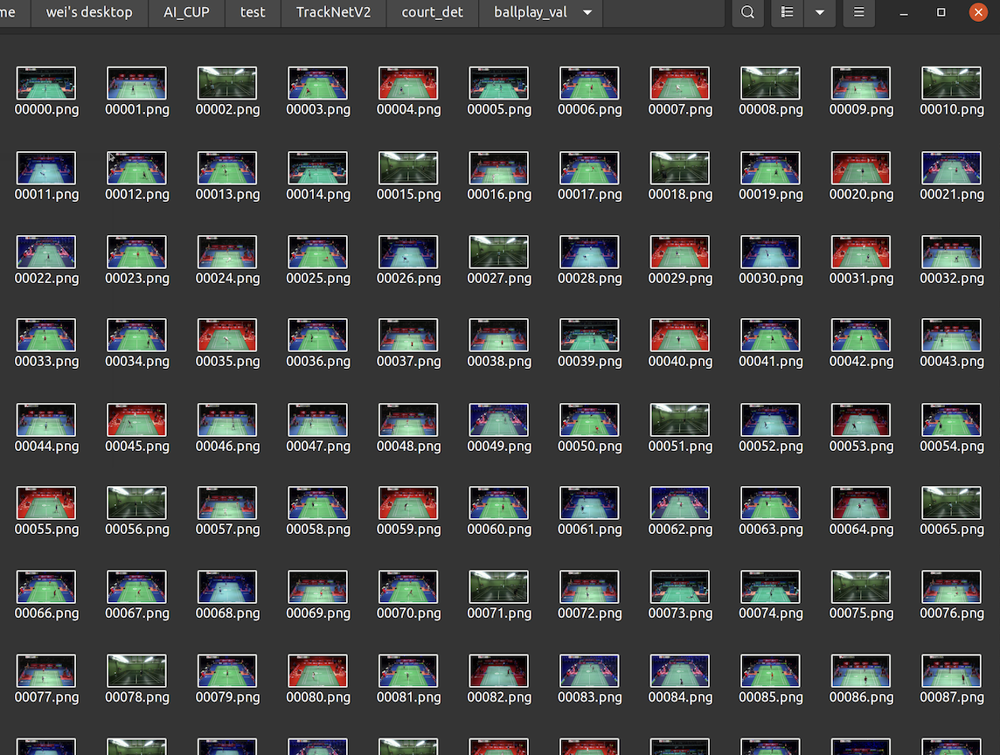 me wei's desktop AI_CUP test TrackNetV2 court_det ballplay_val
00000.png 00001.png 00002.png 00003.png 00004.png 00005.png 00006.png 00007.png 00008.png 00009.png 00010.png
00011.png 00012.png 00013.png 00014.png 00015.png 00016.png 00017.png 00018.png 00019.png 00020.png 00021.png
00022.png 00023.png 00024.png 00025.png 00026.png 00027.png 00028.png 00029.png 00030.png 00031.png 00032.png
00033.png 00034.png 00035.png 00036.png 00037.png 00038.png 00039.png 00040.png 00041.png 00042.png 00043.png
00044.png 00045.png 00046.png 00047.png 00048.png 00049.png 00050.png 00051.png 00052.png 00053.png 00054.png
00055.png 00056.png 00057.png 00058.png 00059.png 00060.png 00061.png 00062.png 00063.png 00064.png 00065.png
00066.png 00067.png 00068.png 00069.png 00070.png 00071.png 00072.png 00073.png 00074.png 00075.png 00076.png
00077.png 00078.png 00079.png 00080.png 00081.png 00082.png 00083.png 00084.png 00085.png 00086.png 00087.png